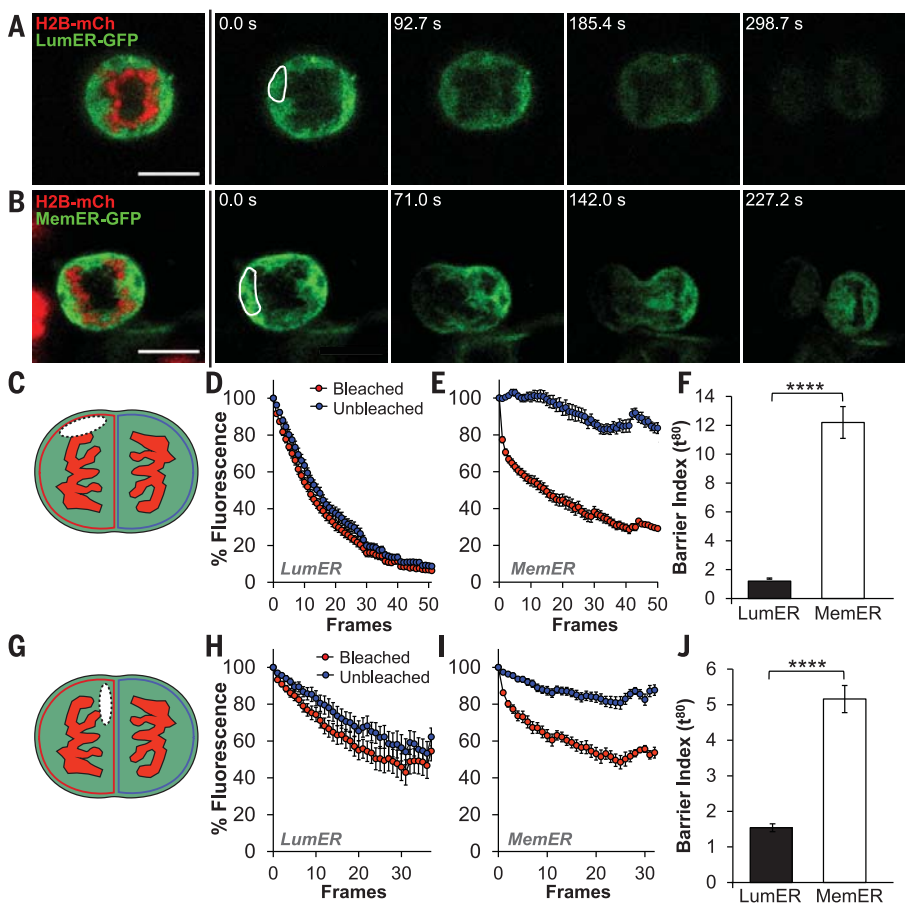 A
H2B-mCh
LumER-GFP
0.0 s
92.7 s
185.4 s
298.7 s
B
H2B-mCh
MemER-GFP
0.0 s
71.0 s
142.0 s
227.2 s
C
D
E
F
% Fluorescence
100
80
60
40
20
0
Bleached
Unbleached
LumER
0 10 20 30 40 50
Frames
100
80
60
40
20
0
MemER
0 10 20 30 40 50
Frames
Barrier Index (t⁸⁰)
14
12
10
8
6
4
2
0
****
LumER MemER
G
H
I
J
% Fluorescence
100
80
60
40
20
0
Bleached
Unbleached
LumER
0 10 20 30
Frames
100
80
60
40
20
0
MemER
0 10 20 30
Frames
Barrier Index (t⁸⁰)
6
5
4
3
2
1
0
****
LumER MemER